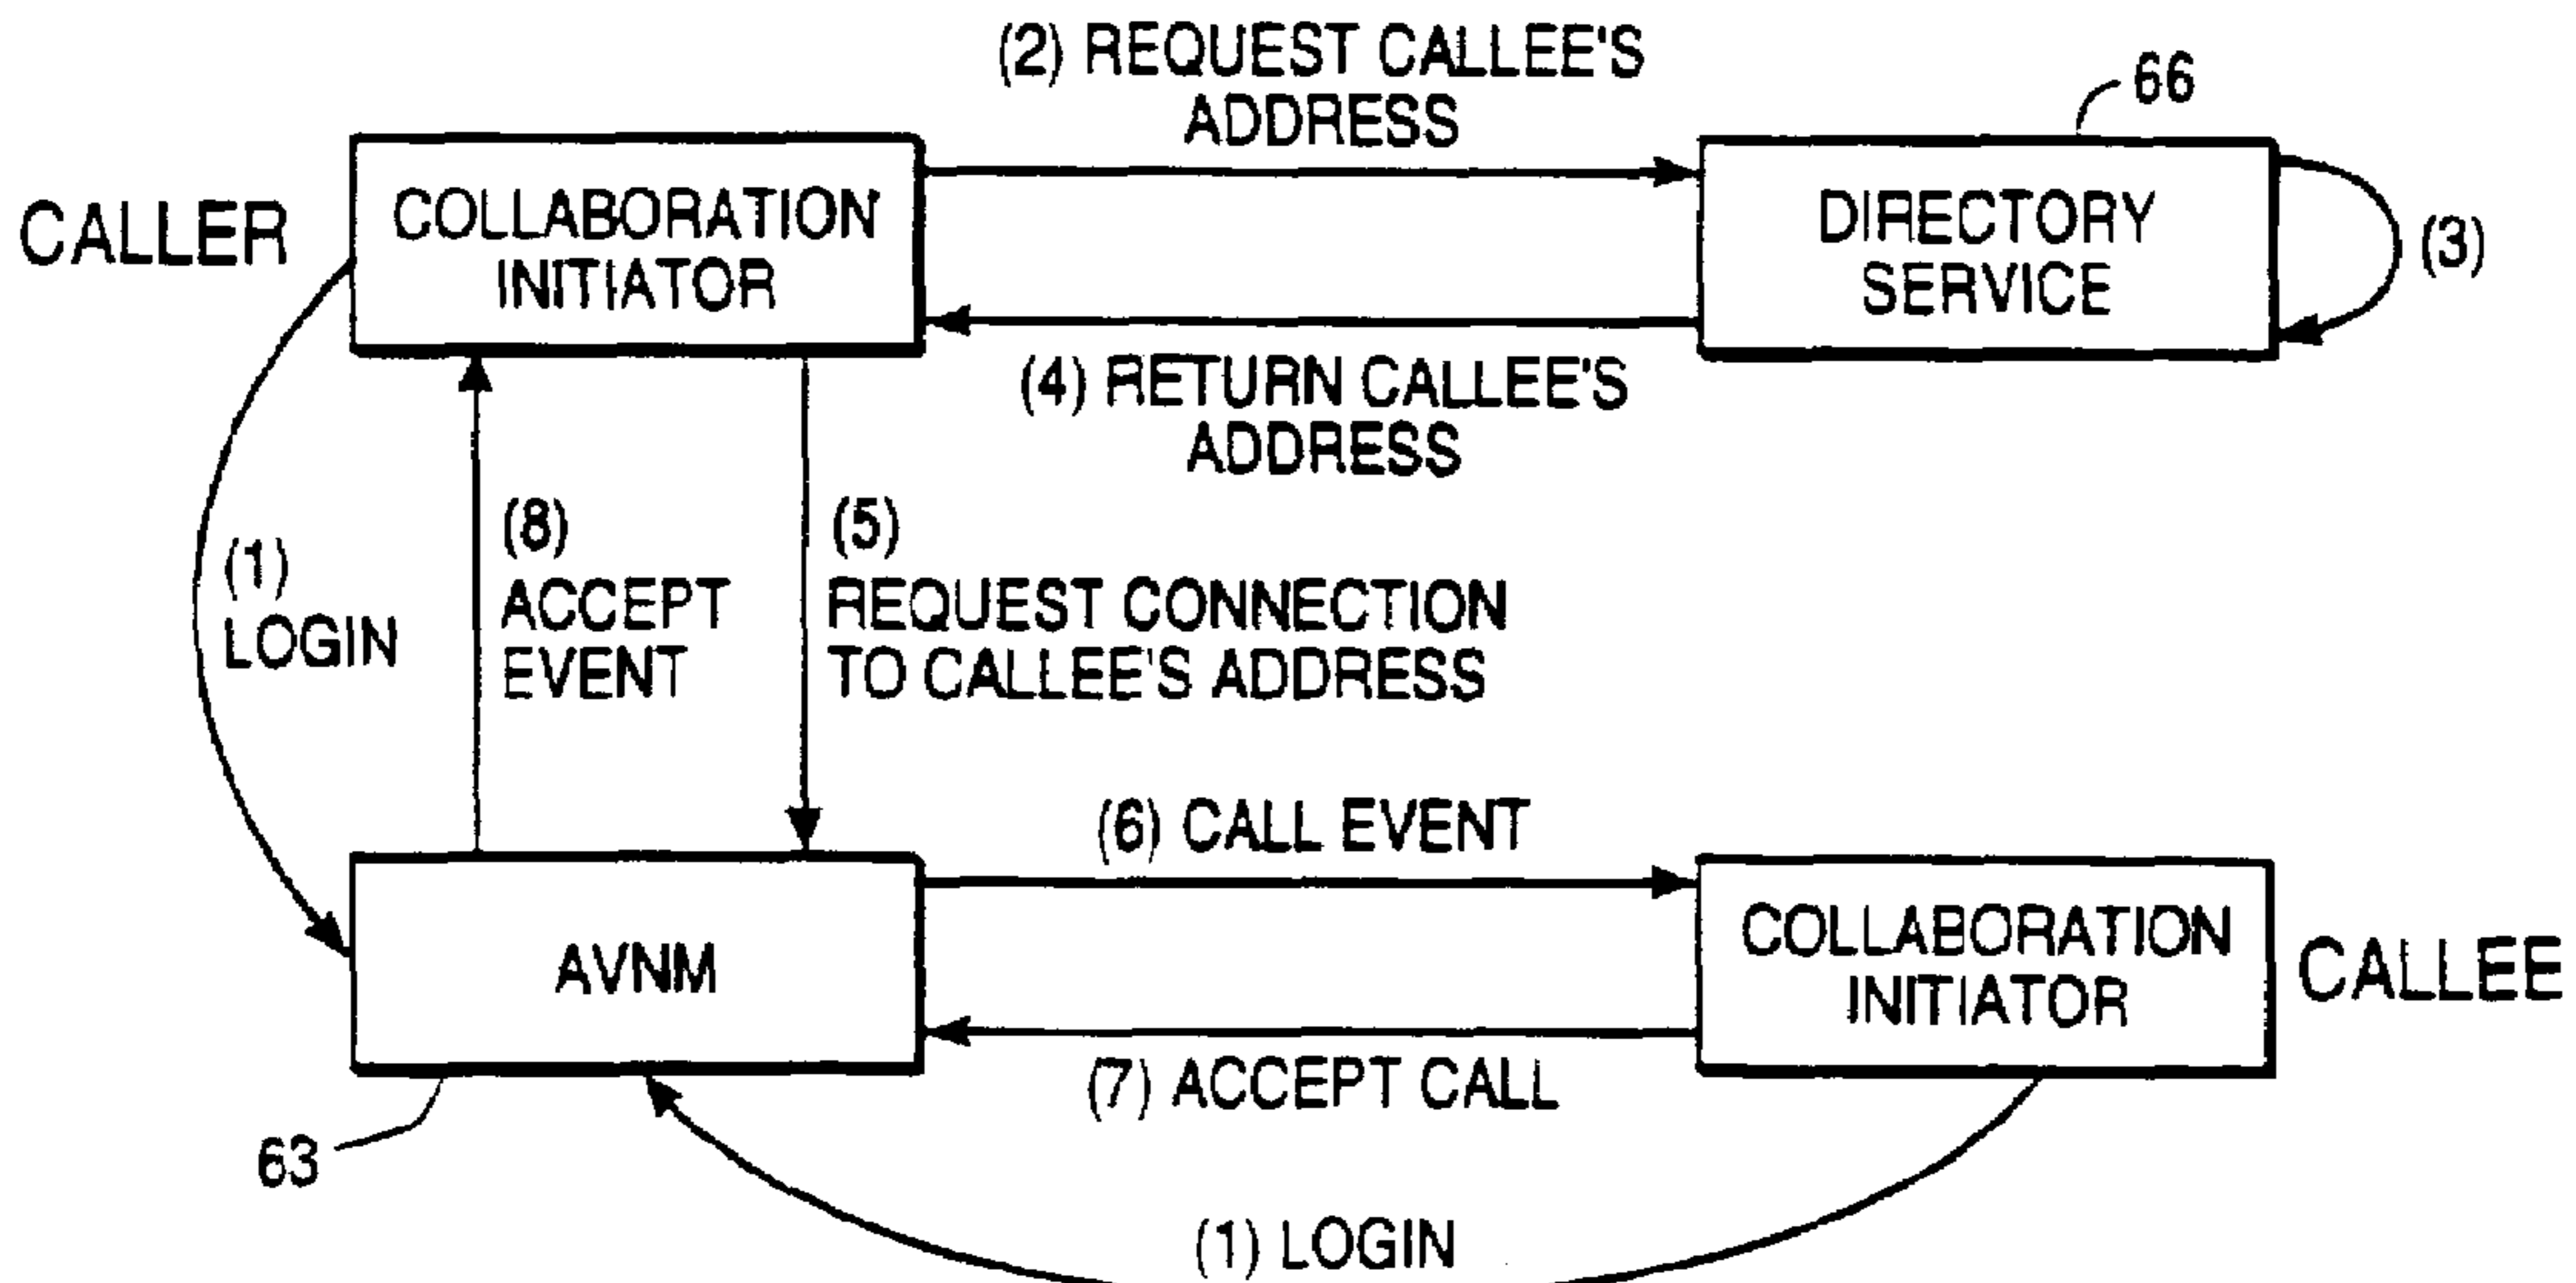 (2) REQUEST CALLEE'S
ADDRESS
66
CALLER
COLLABORATION
INITIATOR
DIRECTORY
SERVICE
(3)
(4) RETURN CALLEE'S
ADDRESS
(1)
LOGIN
(8)
ACCEPT
EVENT
(5)
REQUEST CONNECTION
TO CALLEE'S ADDRESS
(6) CALL EVENT
AVNM
COLLABORATION
INITIATOR
CALLEE
(7) ACCEPT CALL
63
(1) LOGIN